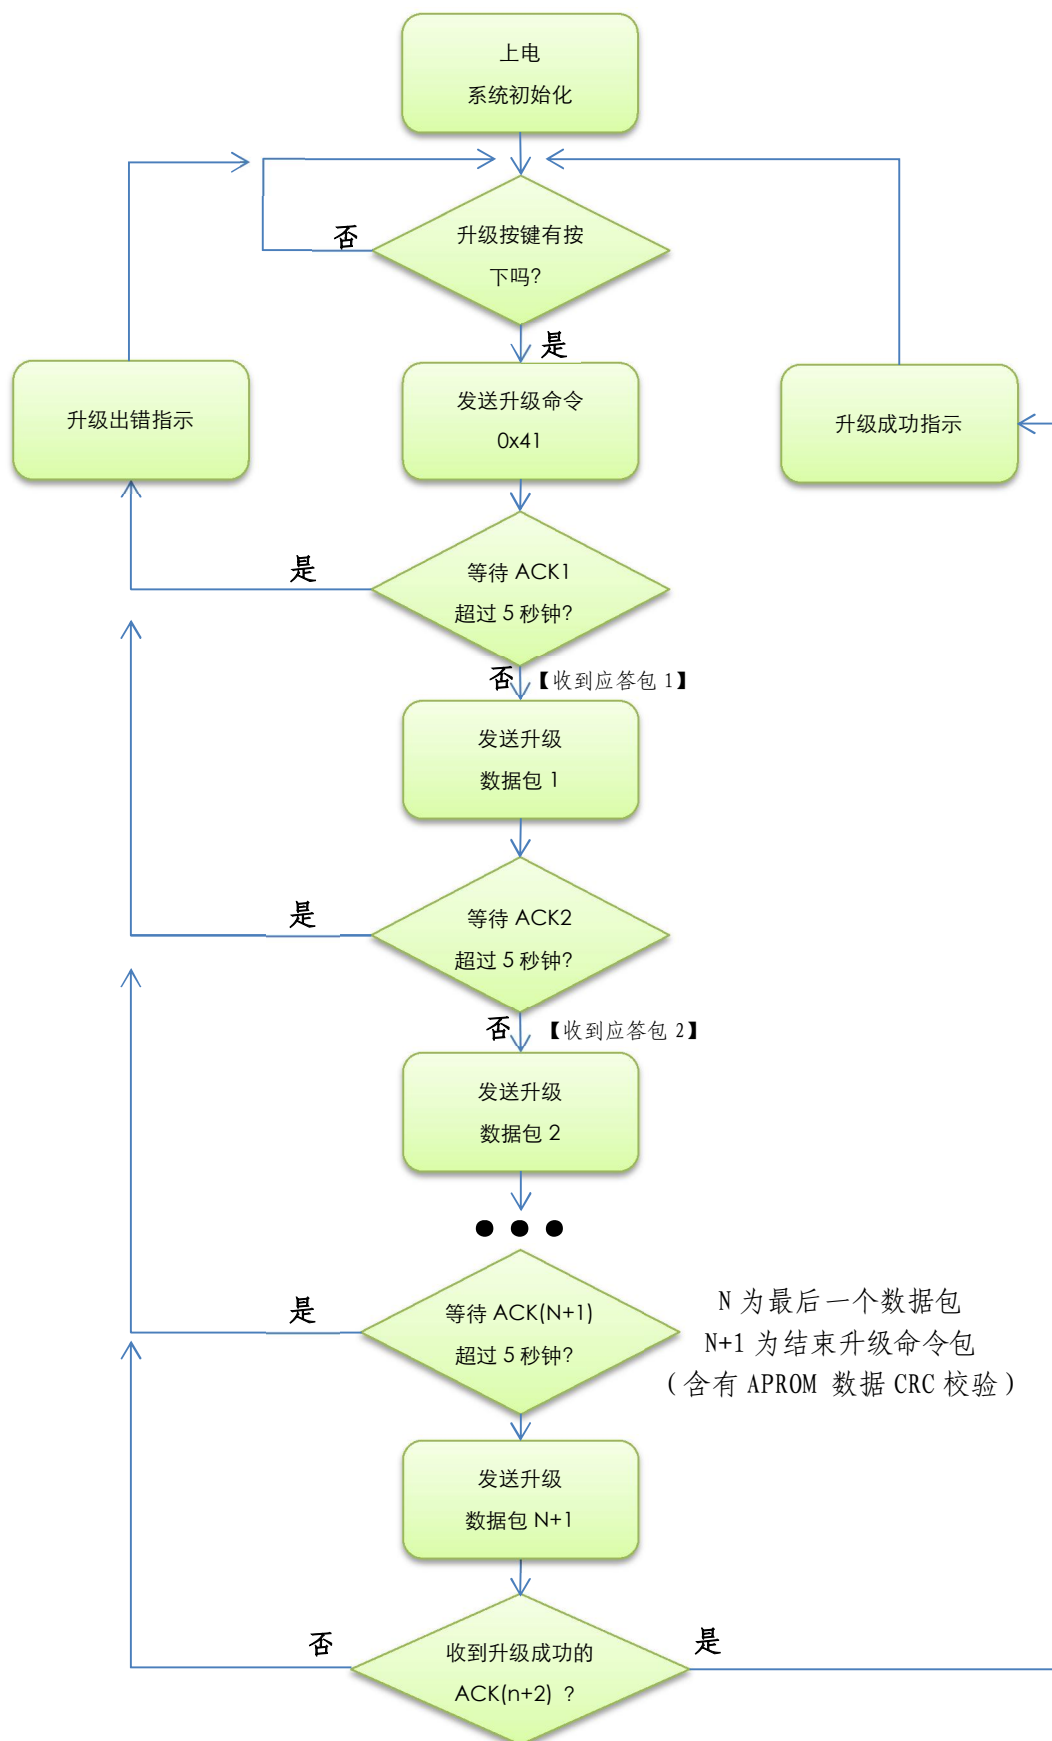 上电
系统初始化
升级按键有按
下吗?
否
是
升级出错指示
发送升级命令
0x41
升级成功指示
等待 ACK1
超过 5 秒钟?
是
否 【收到应答包 1】
发送升级
数据包 1
等待 ACK2
超过 5 秒钟?
是
否 【收到应答包 2】
发送升级
数据包 2
●●●
等待 ACK(N+1)
超过 5 秒钟?
是
N 为最后一个数据包
N+1 为结束升级命令包
(含有 APROM 数据 CRC 校验)
发送升级
数据包 N+1
收到升级成功的
ACK(n+2) ?
否
是